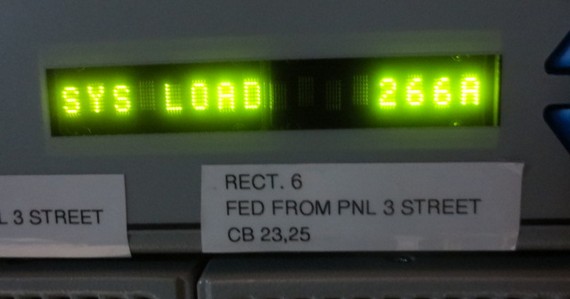 SYS LOAD 266A
L 3 STREET
RECT. 6
FED FROM PNL 3 STREET
CB 23,25